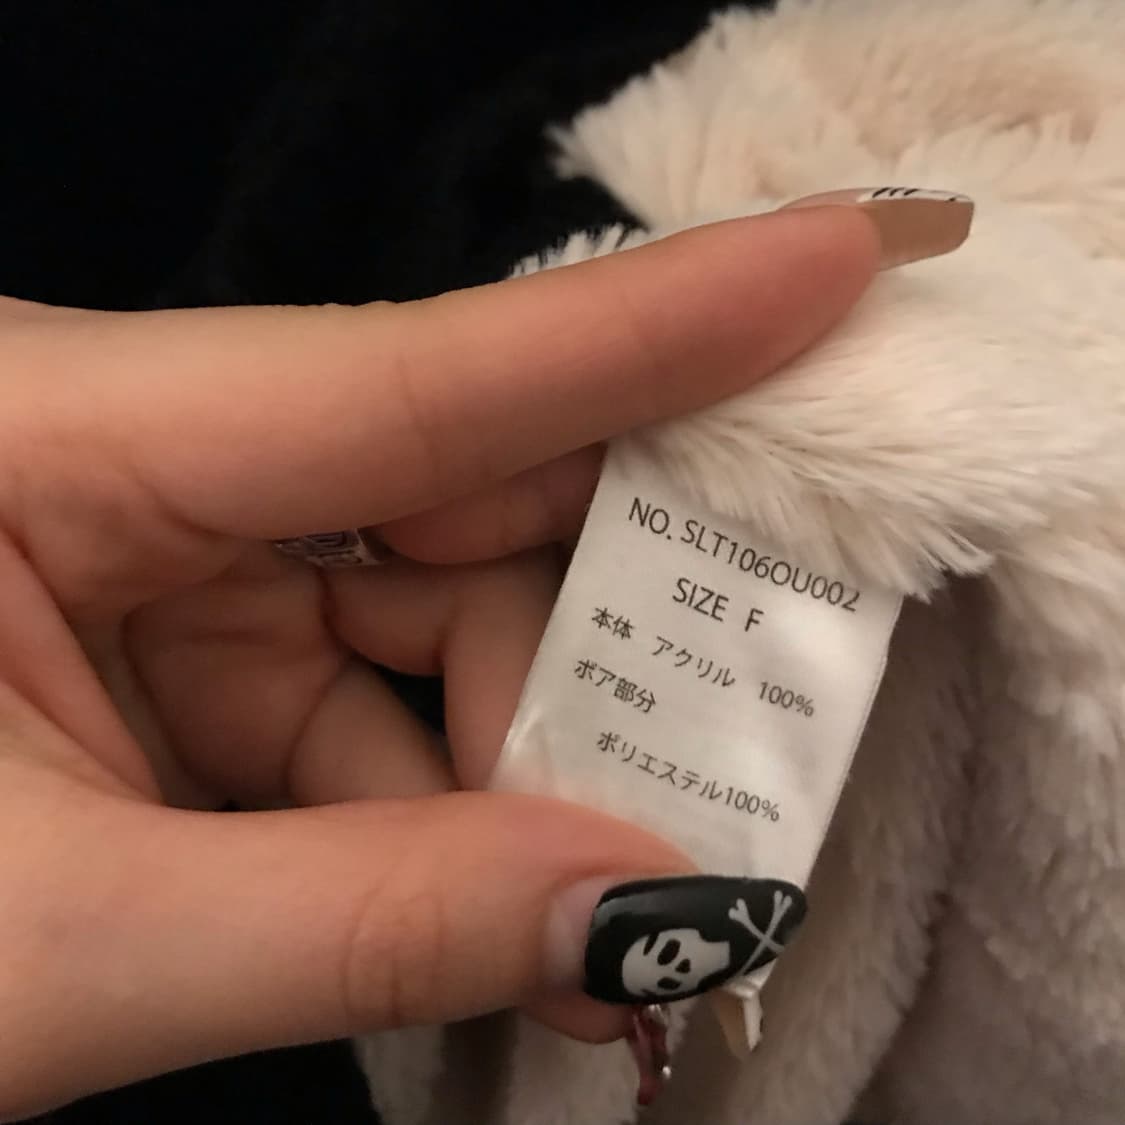 NO. SLT106OU002
SIZE F
本体 アクリル 100%
ボア部分
ポリエステル100%